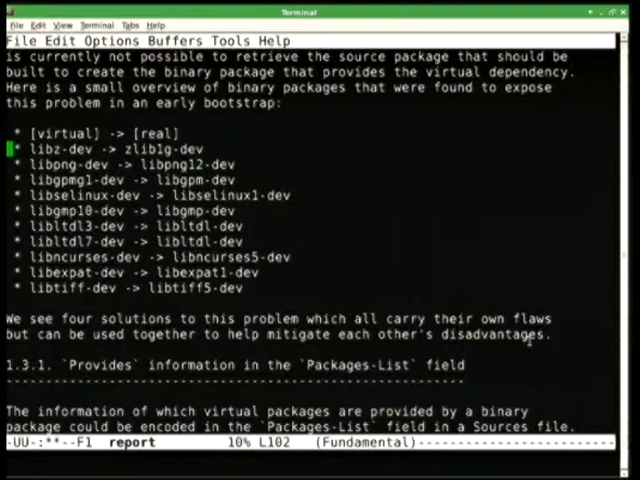 Terminal
File Edit View Terminal Tabs Help
File Edit Options Buffers Tools Help
is currently not possible to retrieve the source package that should be
built to create the binary package that provides the virtual dependency.
Here is a small overview of binary packages that were found to expose
this problem in an early bootstrap:
* [virtual] -> [real]
* libz-dev -> zlib1g-dev
* libpng-dev -> libpng12-dev
* libgpmg1-dev -> libgpm-dev
* libselinux-dev -> libselinux1-dev
* libgmp10-dev -> libgmp-dev
* libltdl3-dev -> libltdl-dev
* libltdl7-dev -> libltdl-dev
* libncurses-dev -> libncurses5-dev
* libexpat-dev -> libexpat1-dev
* libtiff-dev -> libtiff5-dev
We see four solutions to this problem which all carry their own flaws
but can be used together to help mitigate each other's disadvantages.
1.3.1. `Provides` information in the `Packages-List` field
----------------------------------------------------------
The information of which virtual packages are provided by a binary
package could be encoded in the `Packages-List` field in a Sources file.
-UU-:**--F1  report  10% L102  (Fundamental)-------------------------